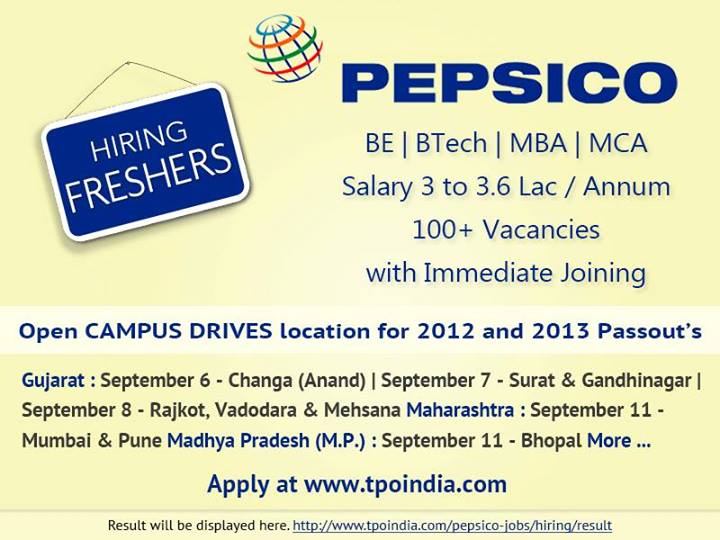 PEPSICO
HIRING
FRESHERS
BE | BTech | MBA | MCA
Salary 3 to 3.6 Lac / Annum
100+ Vacancies
with Immediate Joining
Open CAMPUS DRIVES location for 2012 and 2013 Passout's
Gujarat : September 6 - Changa (Anand) | September 7 - Surat & Gandhinagar |
September 8 - Rajkot, Vadodara & Mehsana Maharashtra : September 11 -
Mumbai & Pune Madhya Pradesh (M.P.) : September 11 - Bhopal More ...
Apply at www.tpoindia.com
Result will be displayed here. http://www.tpoindia.com/pepsico-jobs/hiring/result